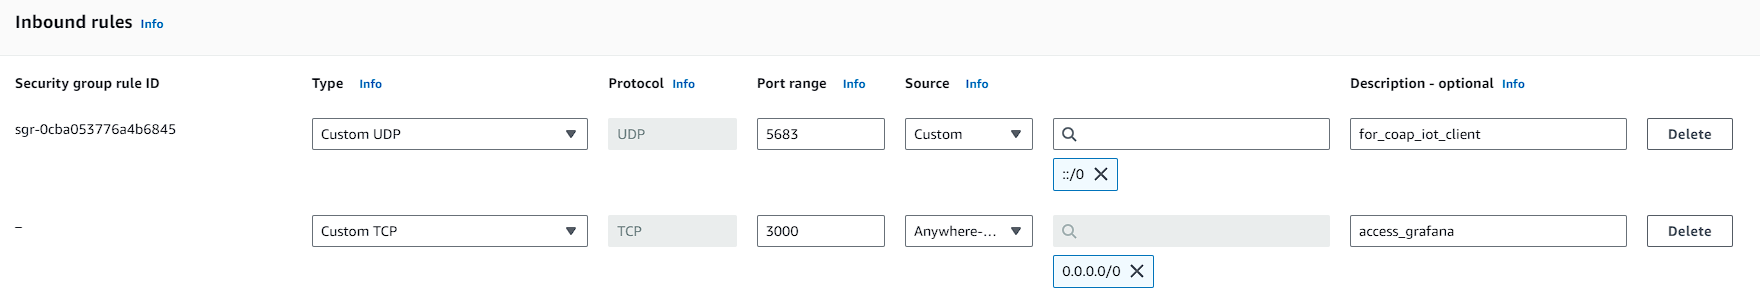 Inbound rules Info
Security group rule ID Type Info Protocol Info Port range Info Source Info Description - optional Info
sgr-0cba053776a4b6845 Custom UDP UDP 5683 Custom for_coap_iot_client Delete
::/0
– Custom TCP TCP 3000 Anywhere-... access_grafana Delete
0.0.0.0/0